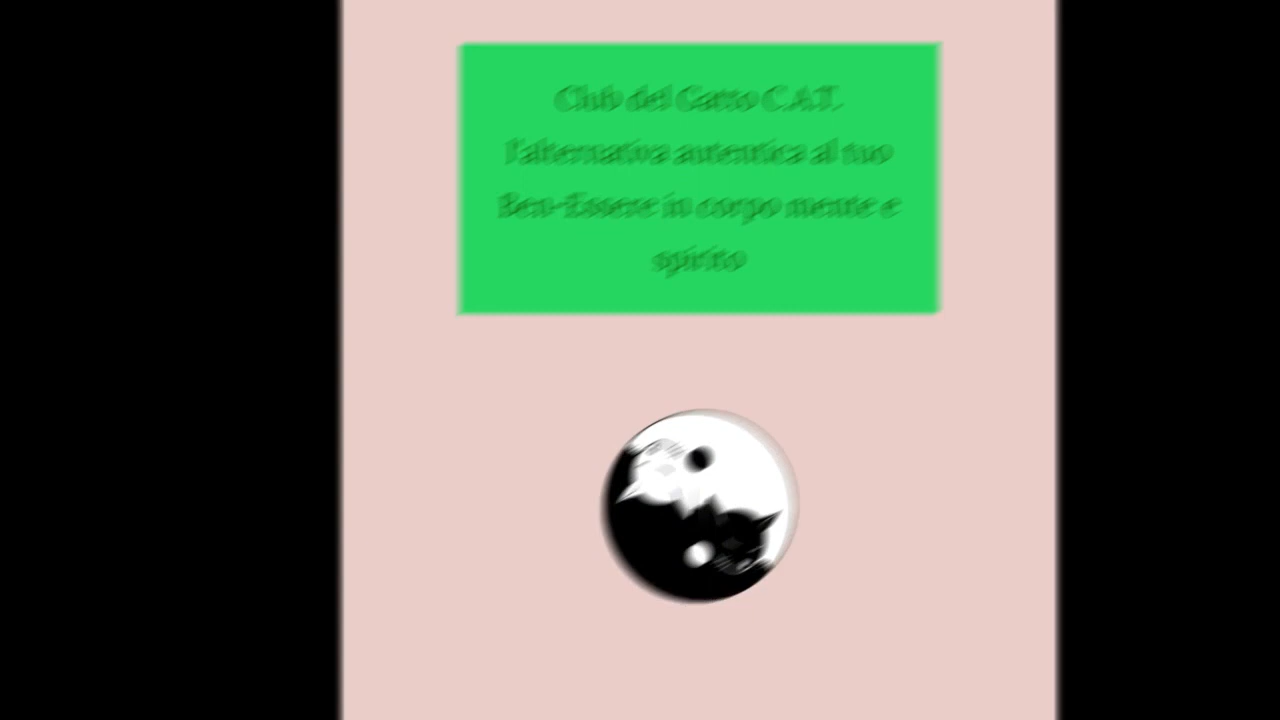 Club del Gatto C.A.T.
l'alternativa autentica al tuo
Ben-Essere in corpo mente e
spirito